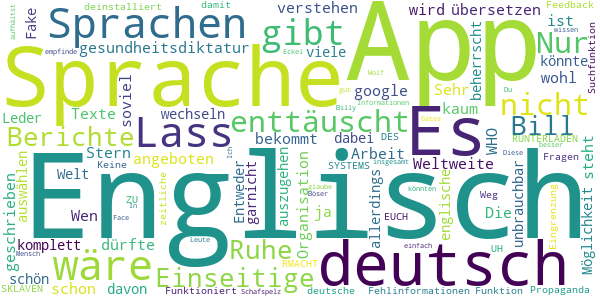 deinstalliert damit Fake verstehen wird übersetzen Feedback
aufhältst Sprachen gibt App ist Nur
empfinde Eckel gesundheitsdiktatur viele beherrscht könnte Suchfunktion
Sprache google Sehr wohl wissen
soviel gut Wolf Du
Leder Texte wechseln enttäuscht kaum nicht
Berichte Lass Billy Informationen Es WHO Bill
auswählen Stern bekommt dabei DES RUNTERLADEN
angeboten Arbeit Gates Diese besser
geschrieben Welt Keine Entweder garnicht auszugehen SYSTEMS insgesamt Weltweite Fragen
Englisch zeitliche Ich Organisation glaube allerdings englische unbrauchbar Möglichkeit steht
Wen ZU In ja Böser EUCH Weg Die Eingrenzung
komplett dürfte Face Ruhe könnten
wäre Leute Einseitige deutsch
schön schon davon Mensch RMACHT einfach UH
SKLAVEN Funktioniert Schafspelz deutsche Fehlinformationen Funktion Propaganda